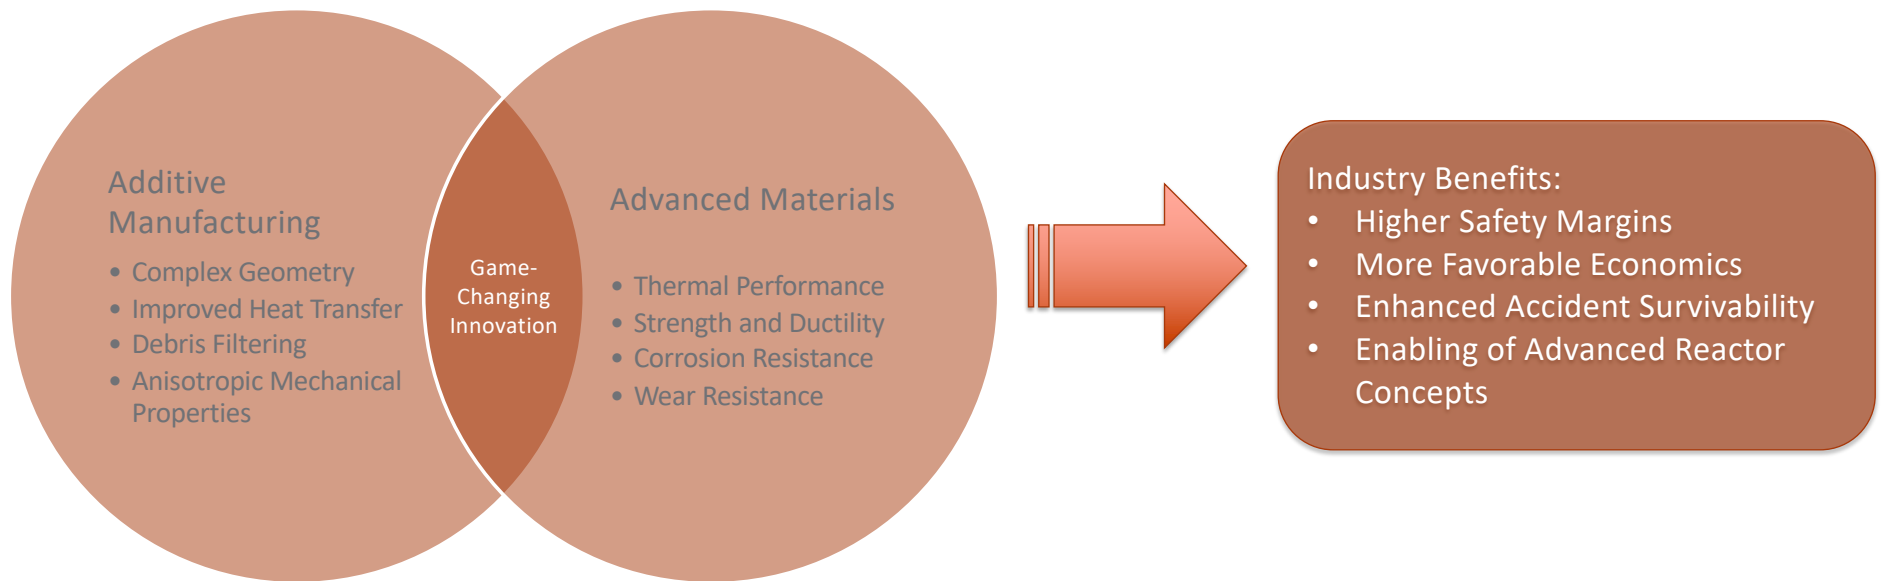 Additive
Manufacturing
• Complex Geometry
• Improved Heat Transfer
• Debris Filtering
• Anisotropic Mechanical
Properties
Game-
Changing
Innovation
Advanced Materials
• Thermal Performance
• Strength and Ductility
• Corrosion Resistance
• Wear Resistance
Industry Benefits:
• Higher Safety Margins
• More Favorable Economics
• Enhanced Accident Survivability
• Enabling of Advanced Reactor
Concepts